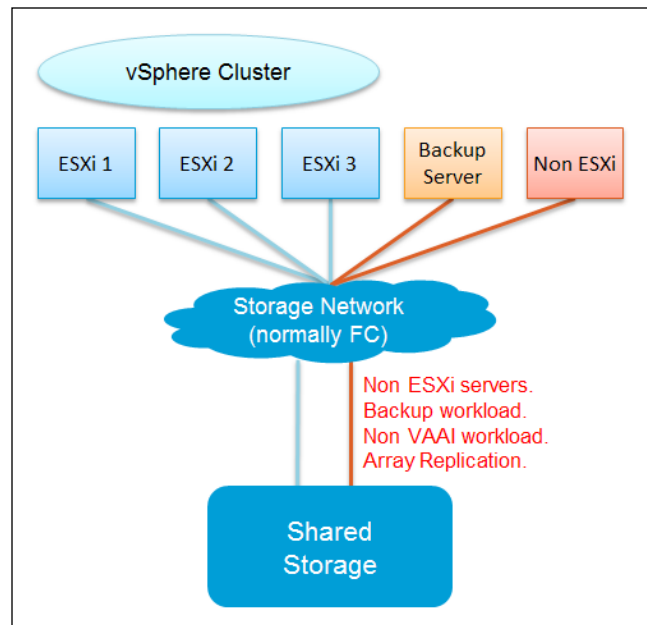 vSphere Cluster
ESXi 1
ESXi 2
ESXi 3
Backup
Server
Non ESXi
Storage Network
(normally FC)
Non ESXi servers.
Backup workload.
Non VAAI workload.
Array Replication.
Shared
Storage